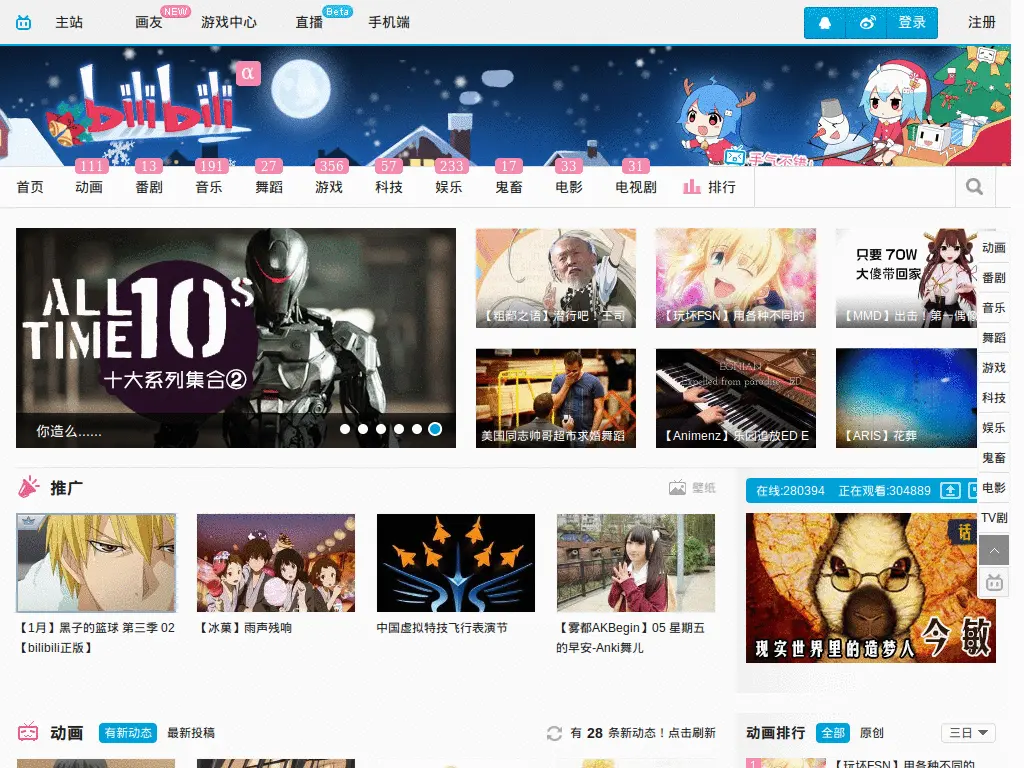 主站 画友 NEW 游戏中心 直播 Beta 手机端 登录 注册
bilibili α
手气不错
111 13 191 27 356 57 233 17 33 31
首页 动画 番剧 音乐 舞蹈 游戏 科技 娱乐 鬼畜 电影 电视剧 排行
ALL
TIME
10s
十大系列集合②
你造么......
【粗鄙之语】潜行吧！王司
【玩坏FSN】用各种不同的
只要 70W
大傻带回家
【MMD】出击！第一偶像
美国同志帅哥超市求婚舞蹈
EGNIAN
Expelled from paradise - ED
【Animenz】乐园追放ED E
【ARIS】花葬
动画
番剧
音乐
舞蹈
游戏
科技
娱乐
鬼畜
电影
TV剧
推广 壁纸
在线:280394 正在观看:304889
【1月】黑子的篮球 第三季 02
【bilibili正版】
【冰菓】雨声残响
中国虚拟特技飞行表演节
【雾都AKBegin】05 星期五
的早安-Anki舞儿
话
今敏
现实世界里的造梦人
动画 有新动态 最新投稿 有 28 条新动态！点击刷新
动画排行 全部 原创 三日
1 【玩坏FSN】用各种不同的